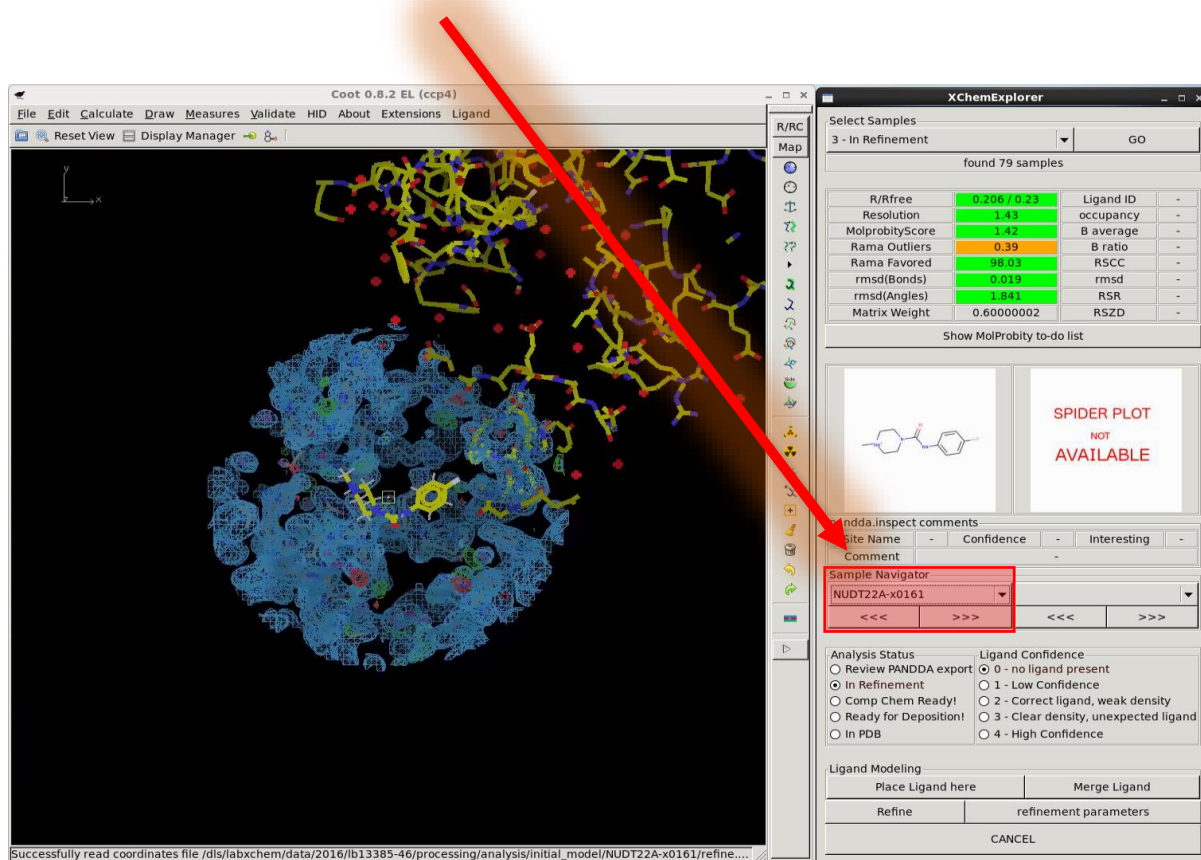 Coot 0.8.2 EL (ccp4)
File Edit Calculate Draw Measures Validate HID About Extensions Ligand
Reset View Display Manager
R/RC
Map
y
z x
Side
Successfully read coordinates file /dls/labxchem/data/2016/lb13385-46/processing/analysis/initial_model/NUDT22A-x0161/refine....
XChemExplorer
Select Samples
3 - In Refinement GO
found 79 samples
R/Rfree 0.206 / 0.23 Ligand ID -
Resolution 1.43 occupancy -
MolprobityScore 1.42 B average -
Rama Outliers 0.39 B ratio -
Rama Favored 98.03 RSCC -
rmsd(Bonds) 0.019 rmsd -
rmsd(Angles) 1.841 RSR -
Matrix Weight 0.60000002 RSZD -
Show MolProbity to-do list
SPIDER PLOT
NOT
AVAILABLE
ndda.inspect comments
Site Name - Confidence - Interesting -
Comment -
Sample Navigator
NUDT22A-x0161
<<< >>> <<< >>>
Analysis Status Ligand Confidence
Review PANDDA export 0 - no ligand present
In Refinement 1 - Low Confidence
Comp Chem Ready! 2 - Correct ligand, weak density
Ready for Deposition! 3 - Clear density, unexpected ligand
In PDB 4 - High Confidence
Ligand Modeling
Place Ligand here Merge Ligand
Refine refinement parameters
CANCEL